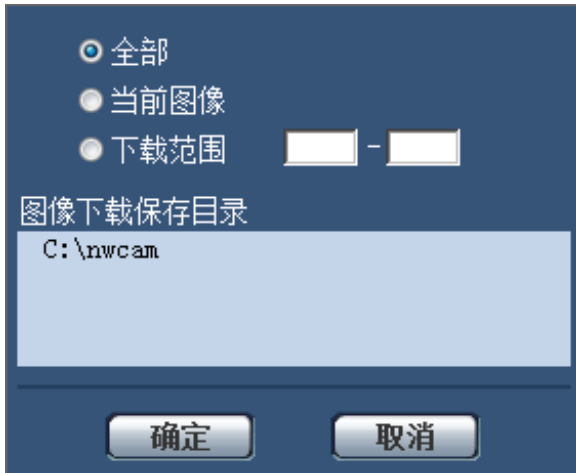 全部
当前图像
下载范围 -
图像下载保存目录
C:\nwcam
确定 取消